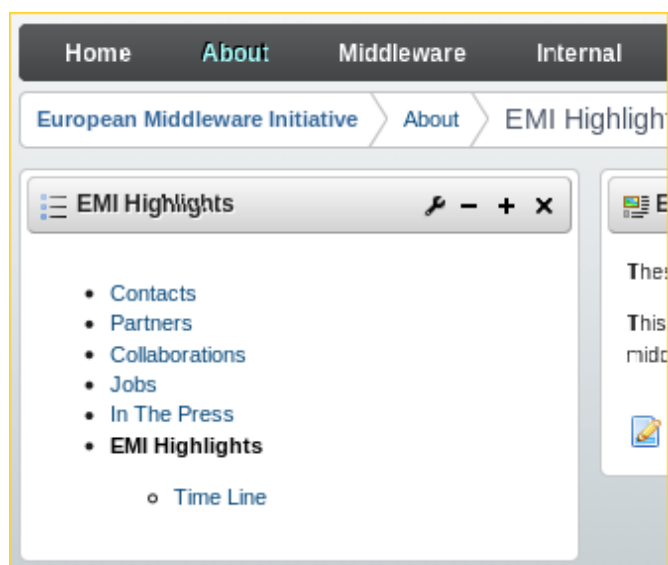 Home About Middleware Internal
European Middleware Initiative About EMI
EMI Highlights
Contacts
Partners
Collaborations
Jobs
In The Press
EMI Highlights
Time Line
This